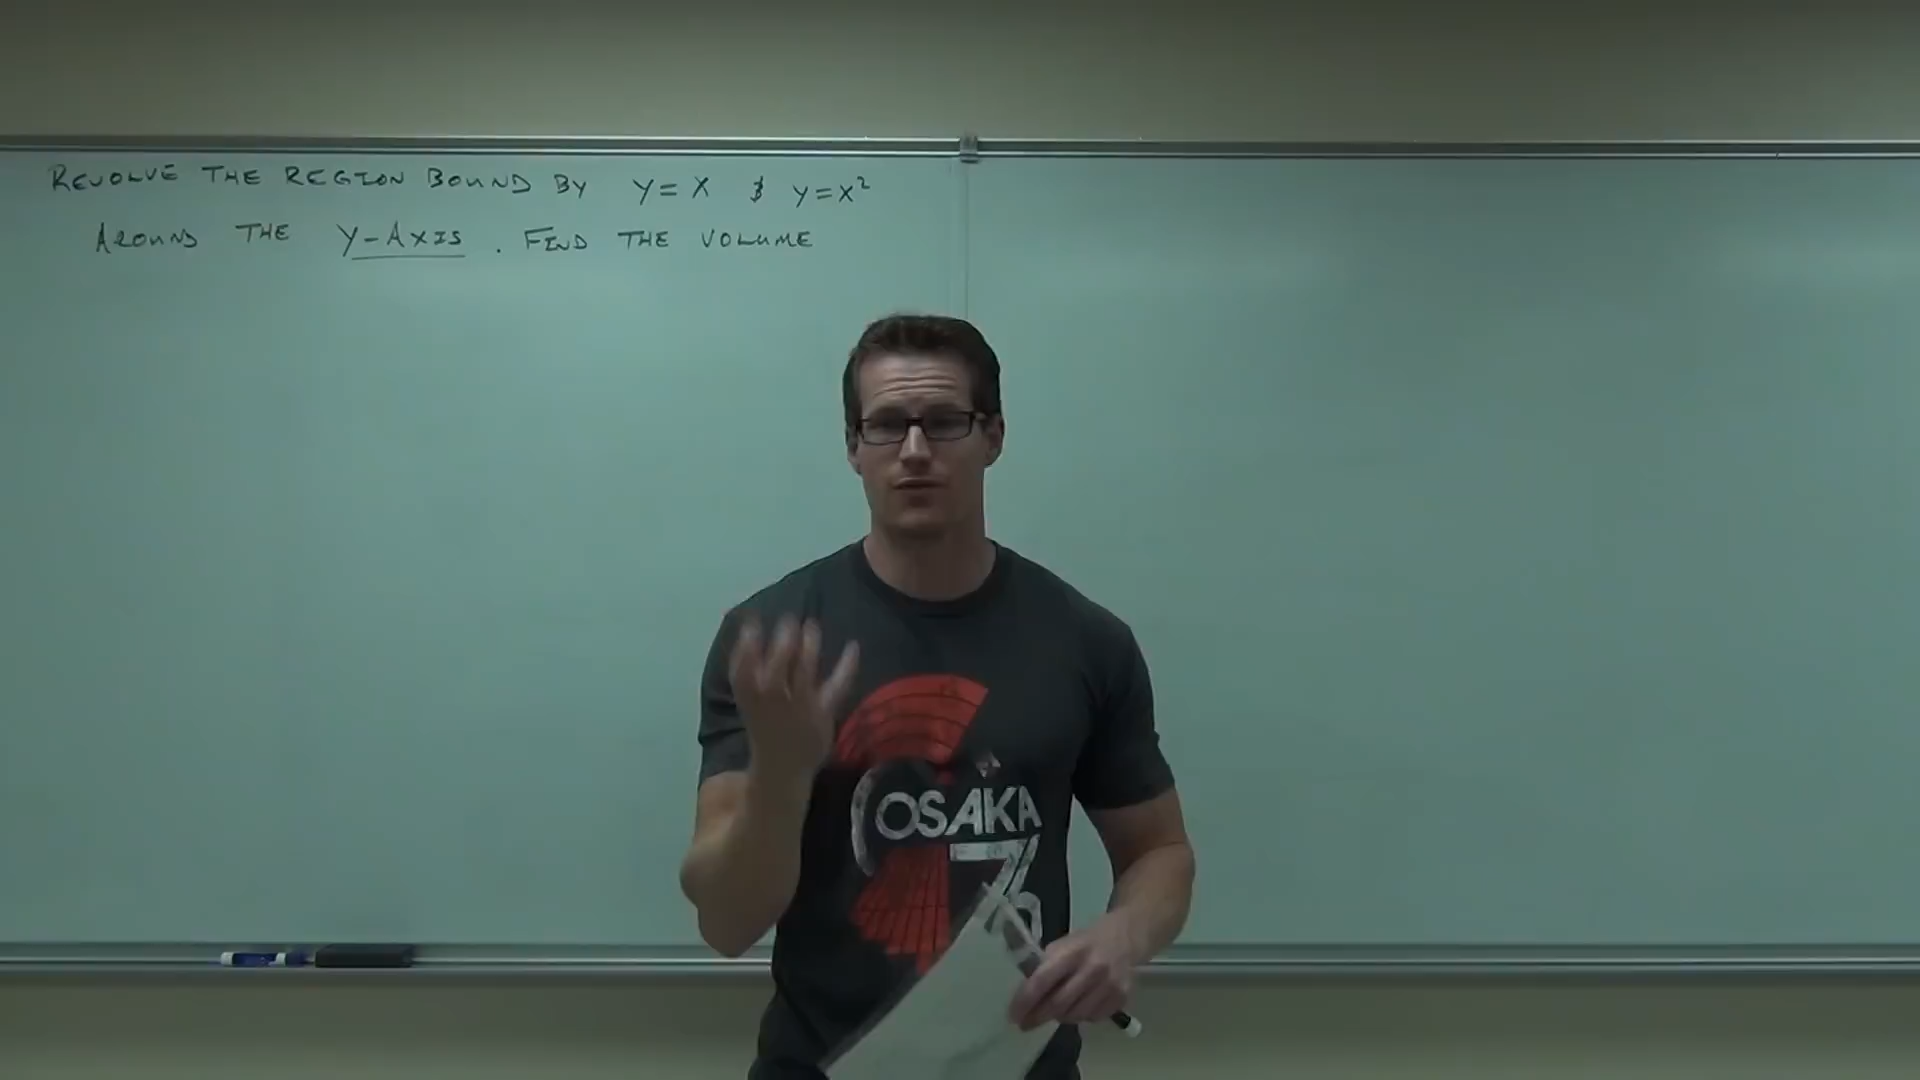 REVOLVE THE REGION BOUND BY Y=X & Y=X²
AROUND THE Y-AXIS. FIND THE VOLUME
OSAKA